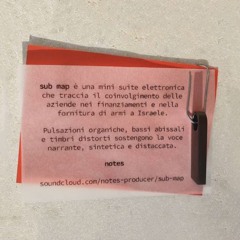 sub map è una mini suite elettronica
che traccia il coinvolgimento delle
aziende nei finanziamenti e nella
fornitura di armi a Israele.
Pulsazioni organiche, bassi abissali
e timbri distorti sostengono la voce
narrante, sintetica e distaccata.
notes
soundcloud.com/notes-producer/sub-map